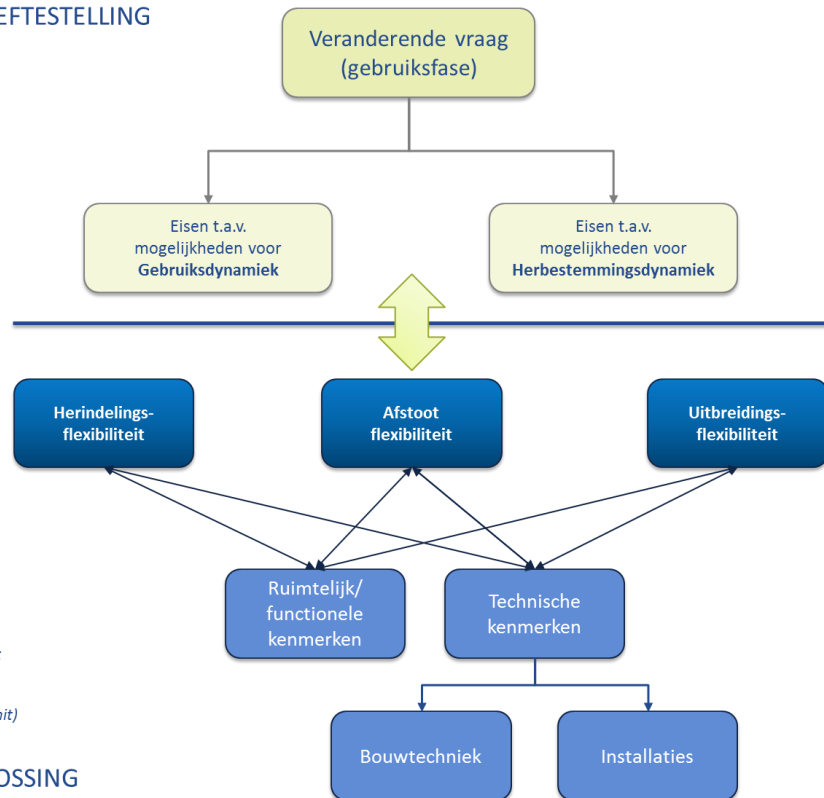 EFTESTELLING
Veranderende vraag
(gebruiksfase)
Eisen t.a.v.
mogelijkheden voor
Gebruiksdynamiek
Eisen t.a.v.
mogelijkheden voor
Herbestemmingsdynamiek
Herindelings-
flexibiliteit
Afstoot
flexibiliteit
Uitbreidings-
flexibiliteit
Ruimtelijk/
functionele
kenmerken
Technische
kenmerken
nit)
Bouwtechniek
Installaties
OSSING